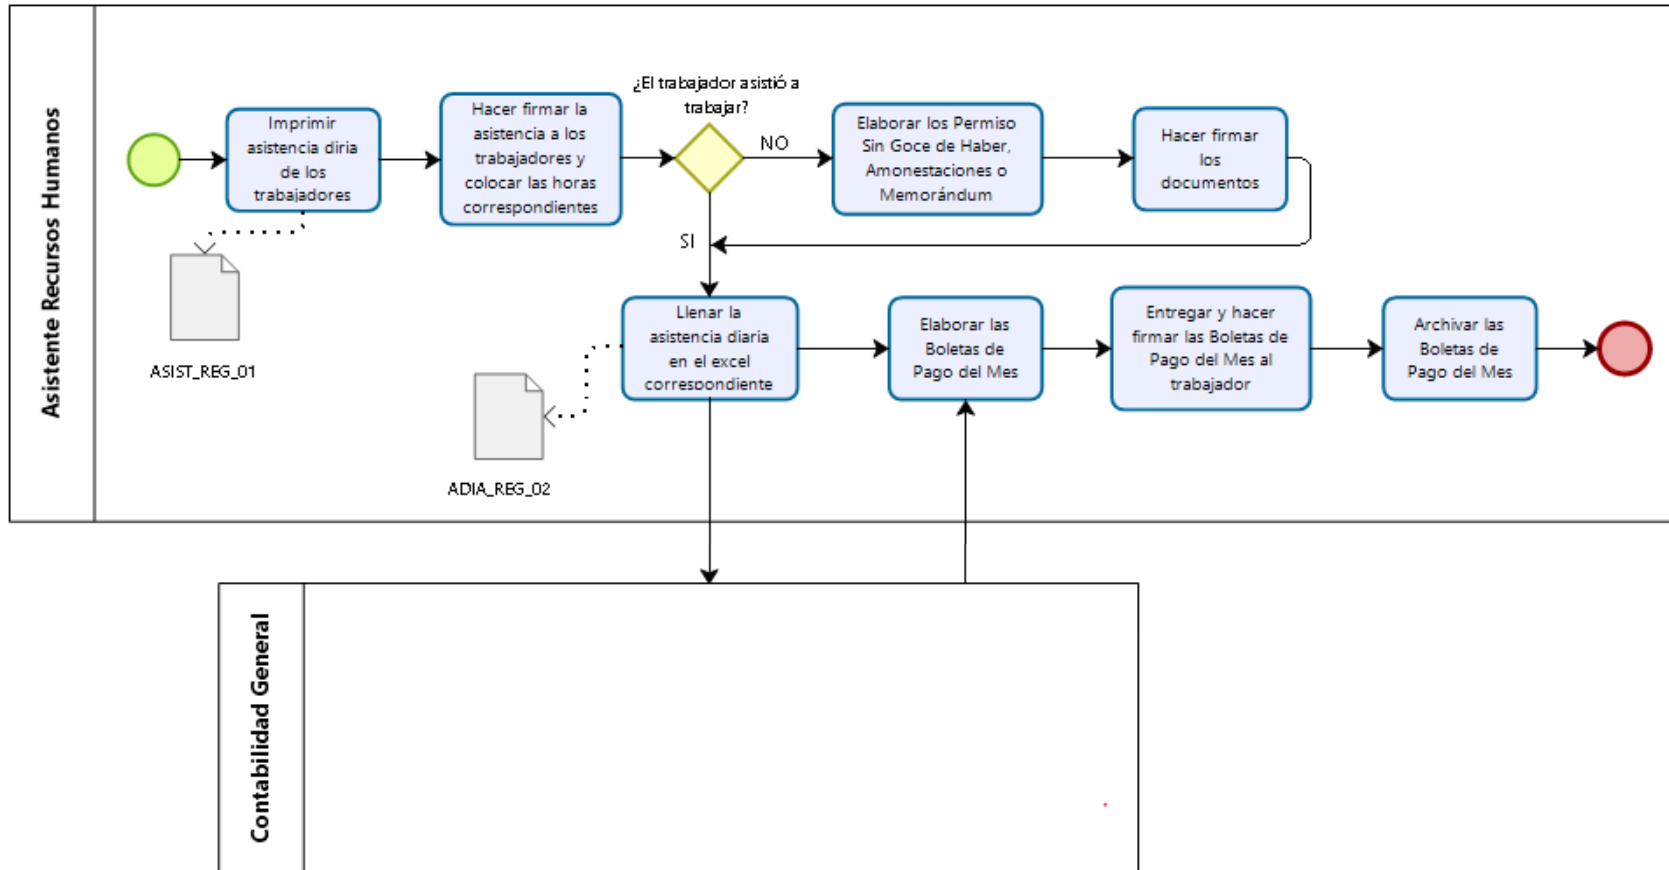 Asistente Recursos Humanos
Imprimir
asistencia diria
de los
trabajadores
Hacer firmar la
asistencia a los
trabajadores y
colocar las horas
correspondientes
¿El trabajador asistió a
trabajar?
NO
SI
Elaborar los Permiso
Sin Goce de Haber,
Amonestaciones o
Memorándum
Hacer firmar
los
documentos
ASIST_REG_01
Llenar la
asistencia diaria
en el excel
correspondiente
ADIA_REG_02
Elaborar las
Boletas de
Pago del Mes
Entregar y hacer
firmar las Boletas de
Pago del Mes al
trabajador
Archivar las
Boletas de
Pago del Mes
Contabilidad General